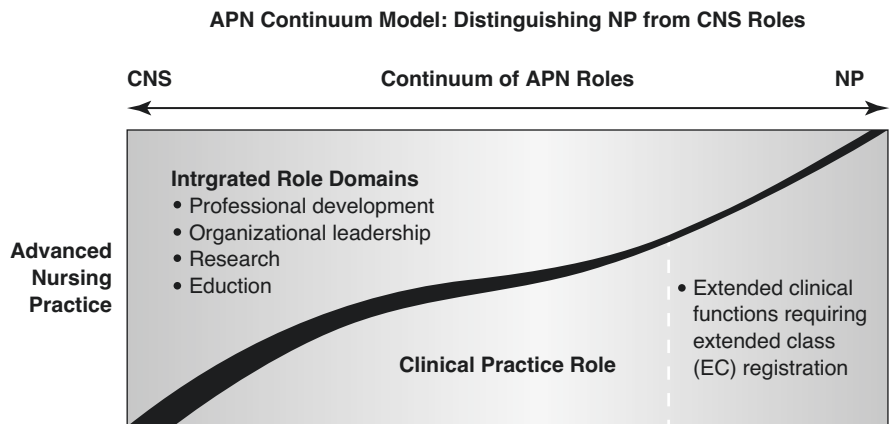 APN Continuum Model: Distinguishing NP from CNS Roles
CNS
Continuum of APN Roles
NP
Intrgrated Role Domains
• Professional development
• Organizational leadership
• Research
• Eduction
Advanced
Nursing
Practice
• Extended clinical
functions requiring
extended class
(EC) registration
Clinical Practice Role